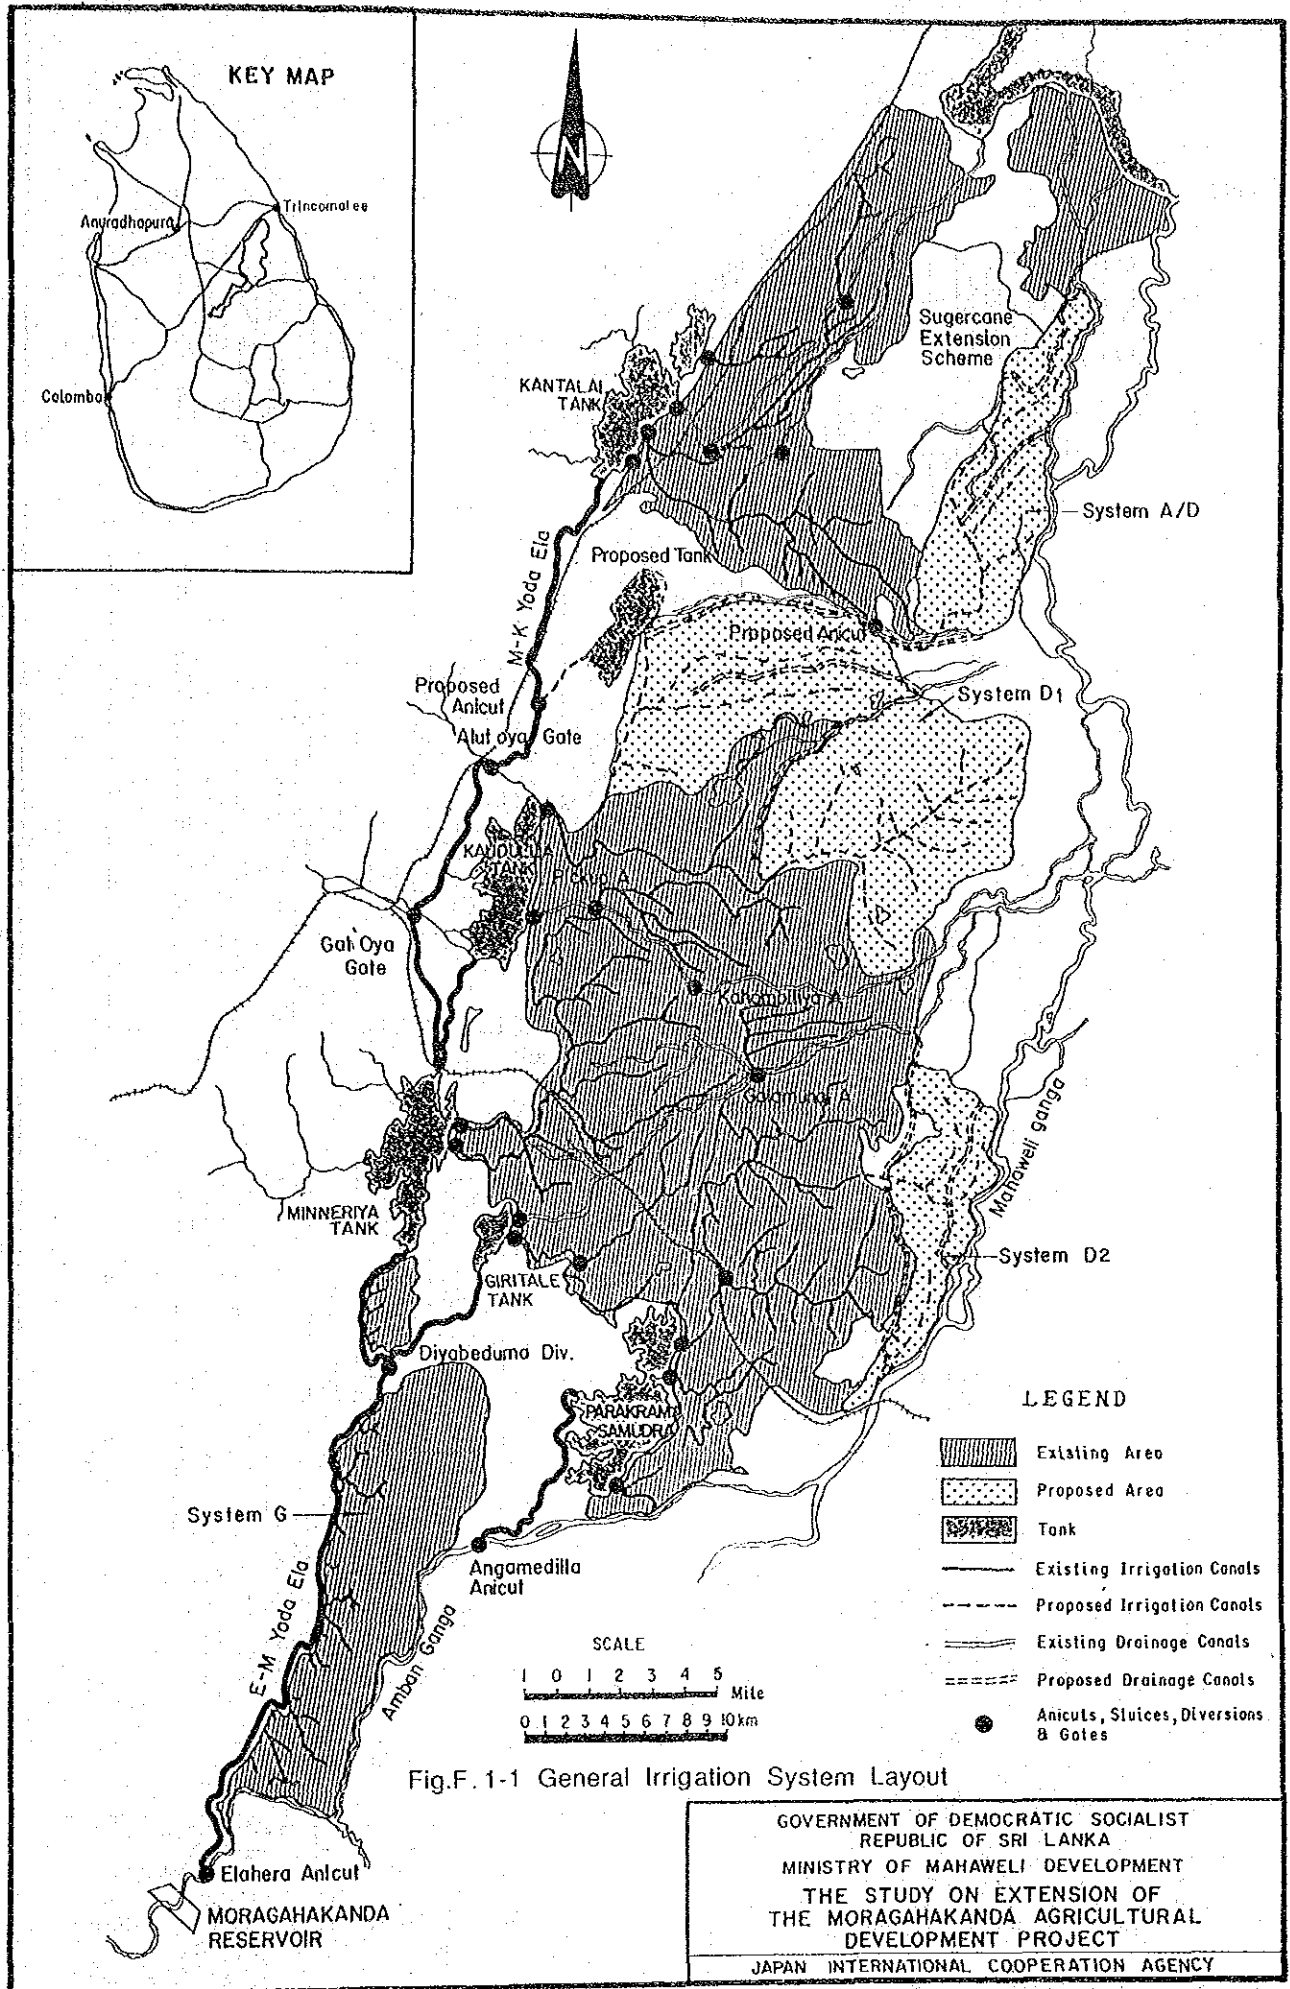 KEY MAP
Trincomalee
Anuradhapura
Colombo
N
Sugercane
Extension
Scheme
KANTALAI
TANK
System A/D
M-K Yoda Ela
Proposed Tank
Proposed Anicut
Proposed
Anicut
System D1
Alut oya Gate
KAUDULLA
TANK
Pickup A
Gal Oya
Gate
Galamuna A
MINNERIYA
TANK
Mahaweli ganga
System D2
GIRITALE
TANK
Diyabeduma Div.
PARAKRAMA
SAMUDRA
System G
Angamedilla
Anicut
E-M Yoda Ela
Amban Ganga
Elahera Anicut
MORAGAHAKANDA
RESERVOIR
LEGEND
Existing Area
Proposed Area
Tank
Existing Irrigation Canals
Proposed Irrigation Canals
Existing Drainage Canals
Proposed Drainage Canals
Anicuts, Sluices, Diversions
& Gates
SCALE
1 0 1 2 3 4 5
Mile
0 1 2 3 4 5 6 7 8 9 10km
Fig.F.1-1 General Irrigation System Layout
GOVERNMENT OF DEMOCRATIC SOCIALIST
REPUBLIC OF SRI LANKA
MINISTRY OF MAHAWELI DEVELOPMENT
THE STUDY ON EXTENSION OF
THE MORAGAHAKANDA AGRICULTURAL
DEVELOPMENT PROJECT
JAPAN INTERNATIONAL COOPERATION AGENCY